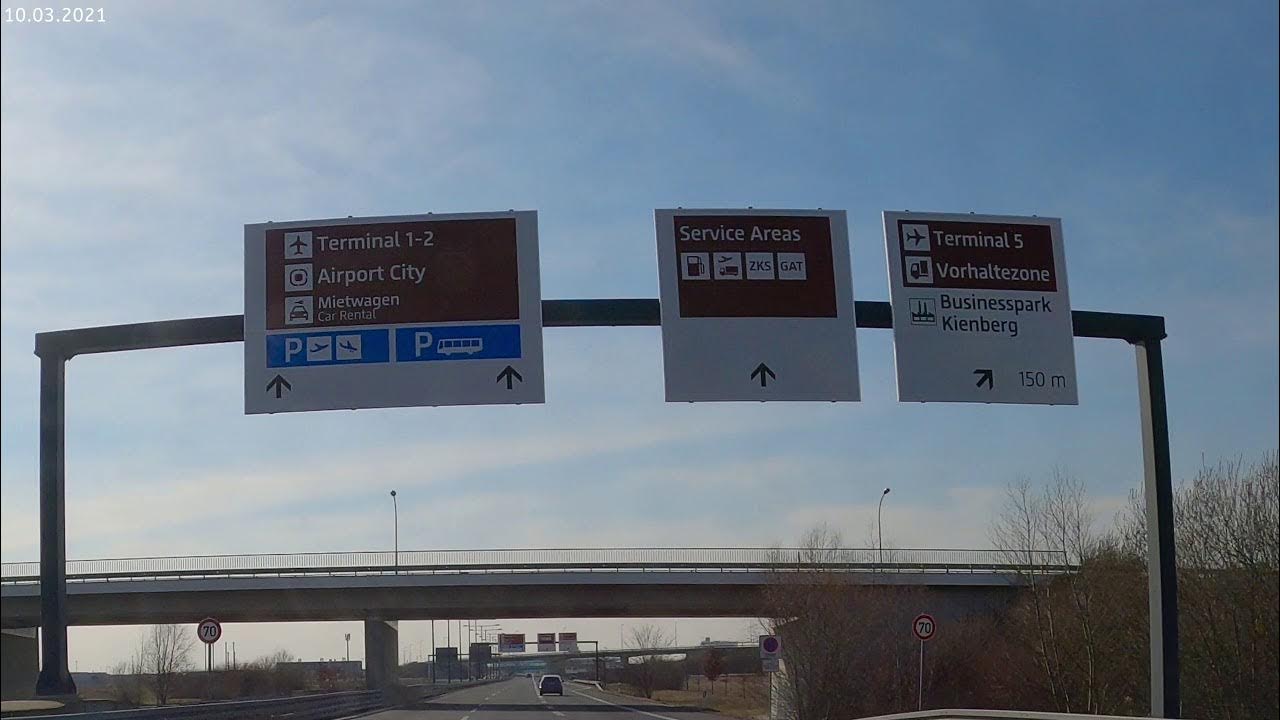 10.03.2021
Terminal 1-2
Airport City
Mietwagen
Car Rental
P
P
Service Areas
ZKS GAT
Terminal 5
Vorhaltezone
Businesspark
Kienberg
150 m
70
70